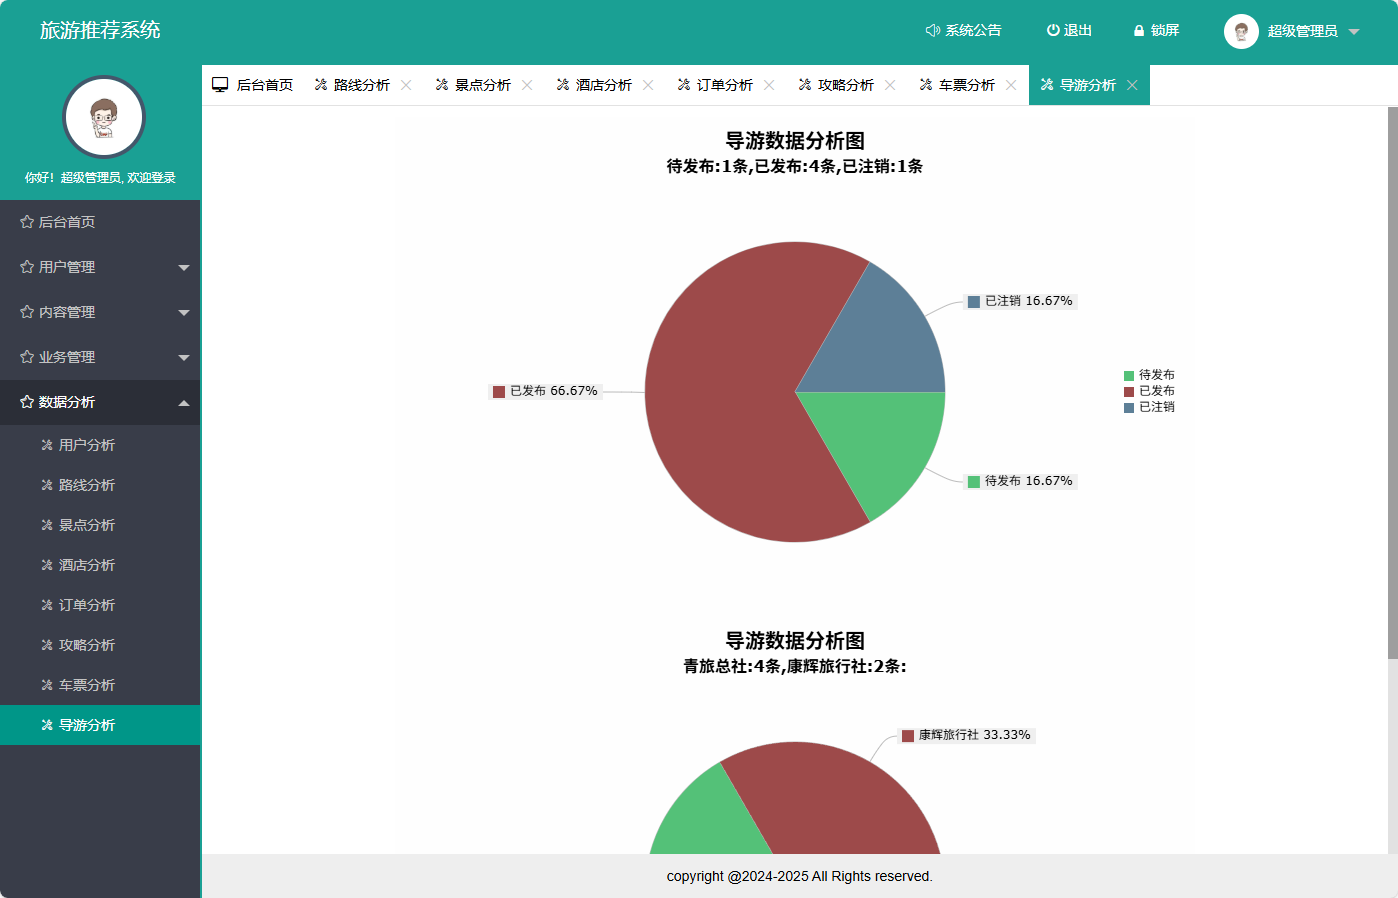 旅游推荐系统
系统公告
退出
锁屏
超级管理员
你好！超级管理员, 欢迎登录
后台首页
用户管理
内容管理
业务管理
数据分析
用户分析
路线分析
景点分析
酒店分析
订单分析
攻略分析
车票分析
导游分析
后台首页
路线分析
景点分析
酒店分析
订单分析
攻略分析
车票分析
导游分析
导游数据分析图
待发布:1条,已发布:4条,已注销:1条
已注销 16.67%
已发布 66.67%
待发布 16.67%
待发布
已发布
已注销
导游数据分析图
青旅总社:4条,康辉旅行社:2条:
康辉旅行社 33.33%
copyright @2024-2025 All Rights reserved.